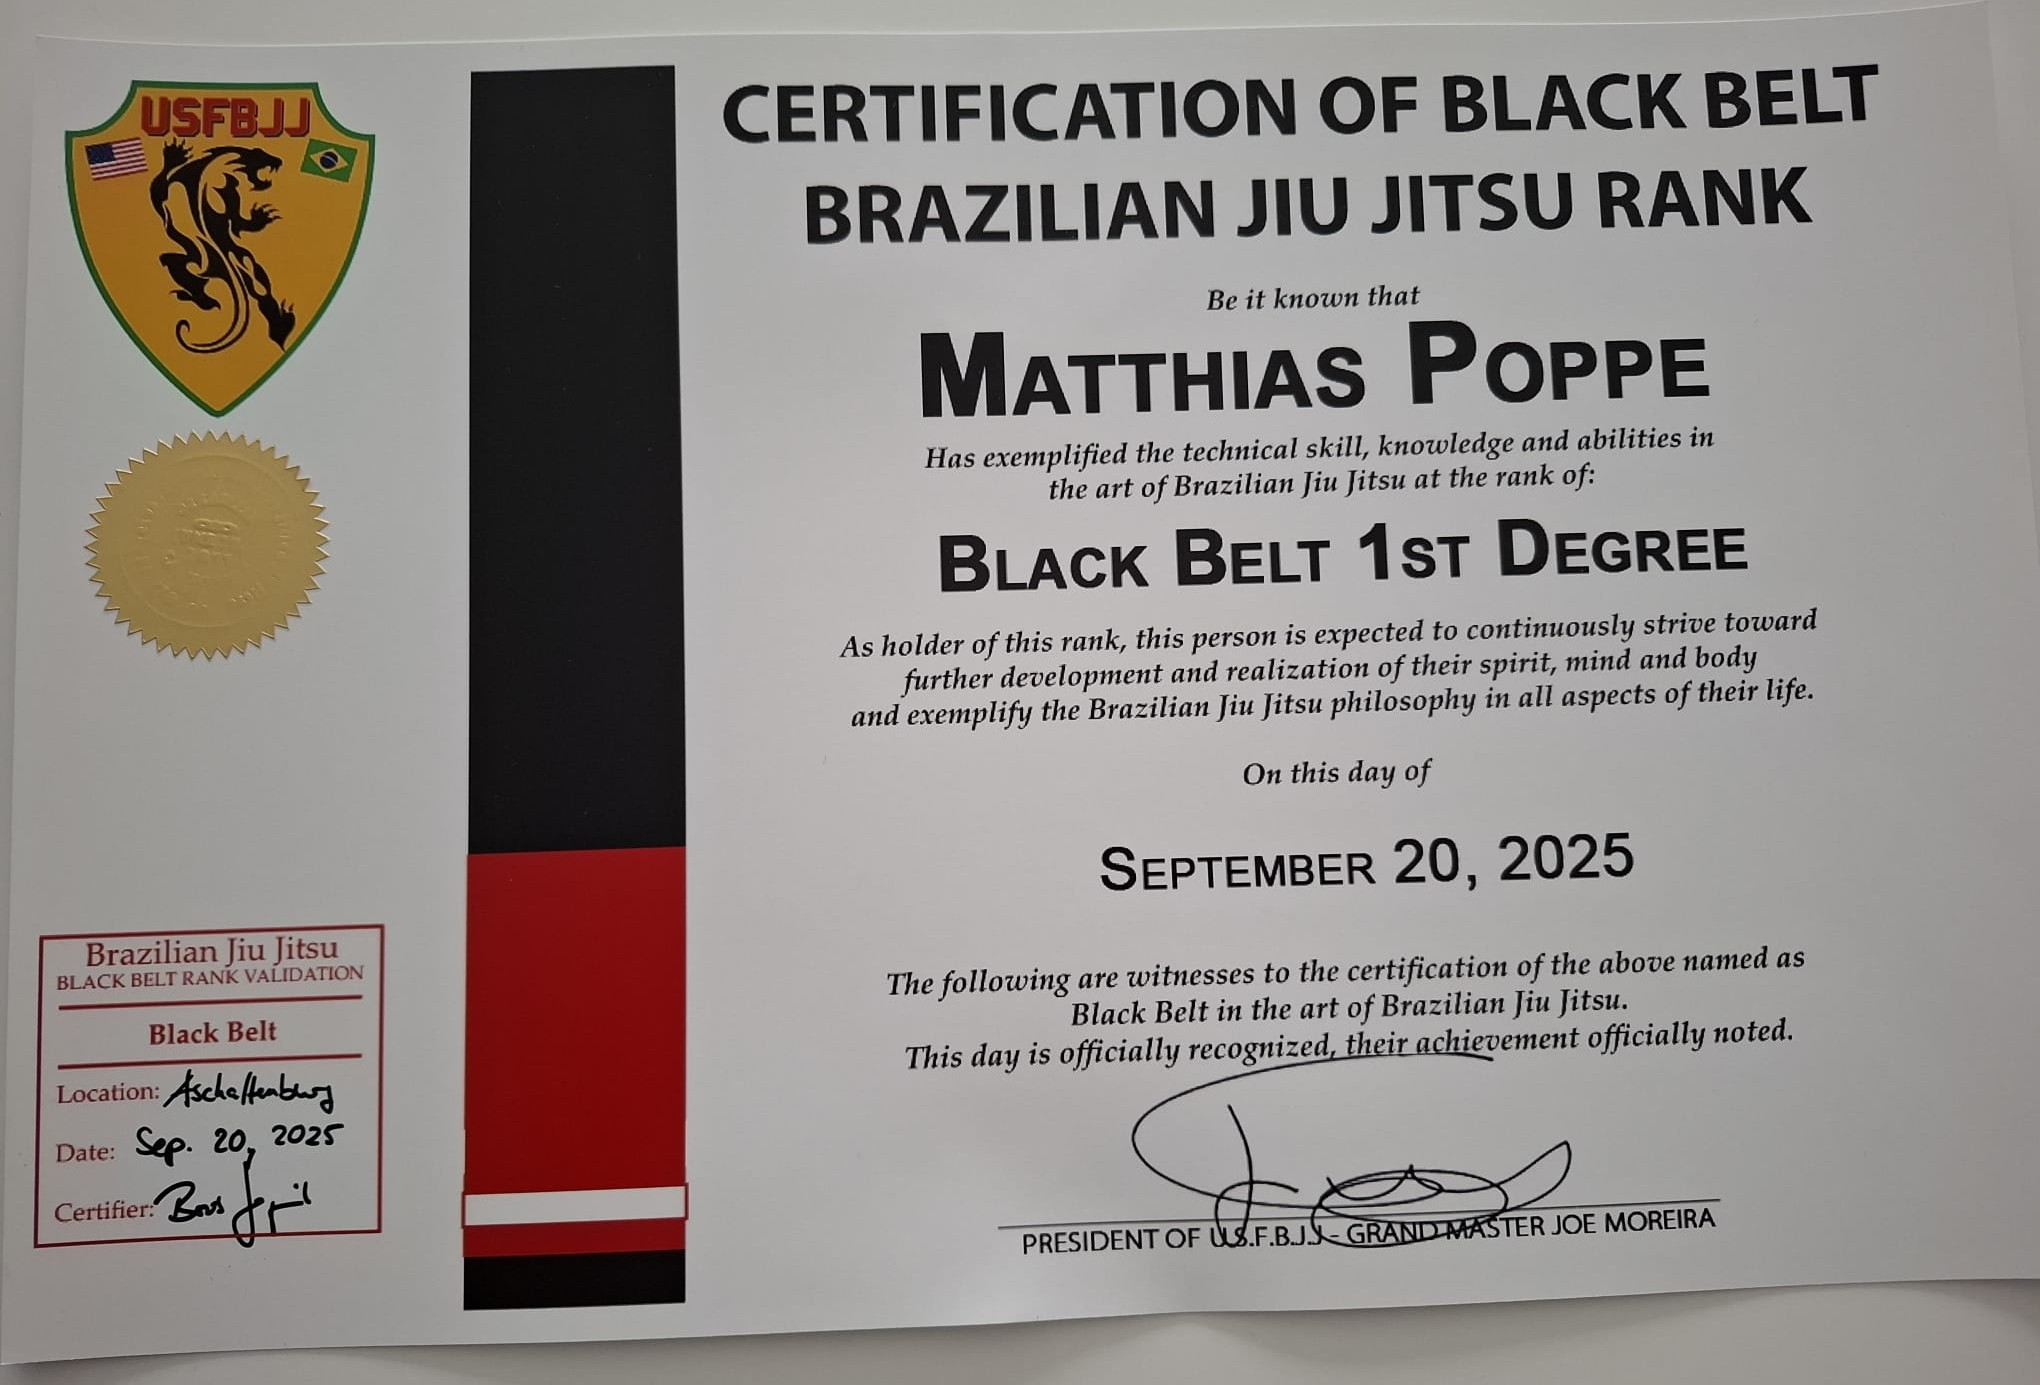 USFBJJ
CERTIFICATION OF BLACK BELT
BRAZILIAN JIU JITSU RANK
Be it known that
MATTHIAS POPPE
Has exemplified the technical skill, knowledge and abilities in
the art of Brazilian Jiu Jitsu at the rank of:
BLACK BELT 1ST DEGREE
As holder of this rank, this person is expected to continuously strive toward
further development and realization of their spirit, mind and body
and exemplify the Brazilian Jiu Jitsu philosophy in all aspects of their life.
On this day of
SEPTEMBER 20, 2025
The following are witnesses to the certification of the above named as
Black Belt in the art of Brazilian Jiu Jitsu.
This day is officially recognized, their achievement officially noted.
PRESIDENT OF U.S.F.B.J.J - GRAND MASTER JOE MOREIRA
Brazilian Jiu Jitsu
BLACK BELT RANK VALIDATION
Black Belt
Location: Aschaffenburg
Date: Sep. 20, 2025
Certifier: